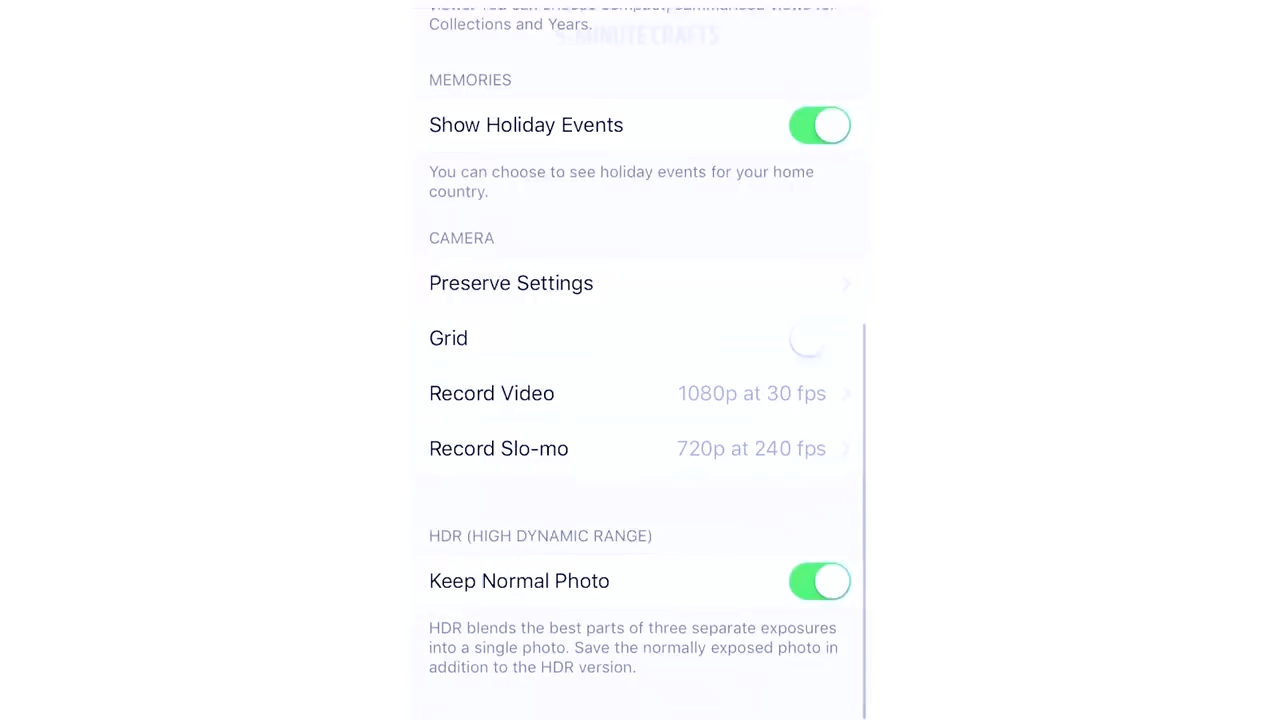 Collections and Years.
5-MINUTE CRAFTS
MEMORIES
Show Holiday Events
You can choose to see holiday events for your home
country.
CAMERA
Preserve Settings
Grid
Record Video 1080p at 30 fps
Record Slo-mo 720p at 240 fps
HDR (HIGH DYNAMIC RANGE)
Keep Normal Photo
HDR blends the best parts of three separate exposures
into a single photo. Save the normally exposed photo in
addition to the HDR version.